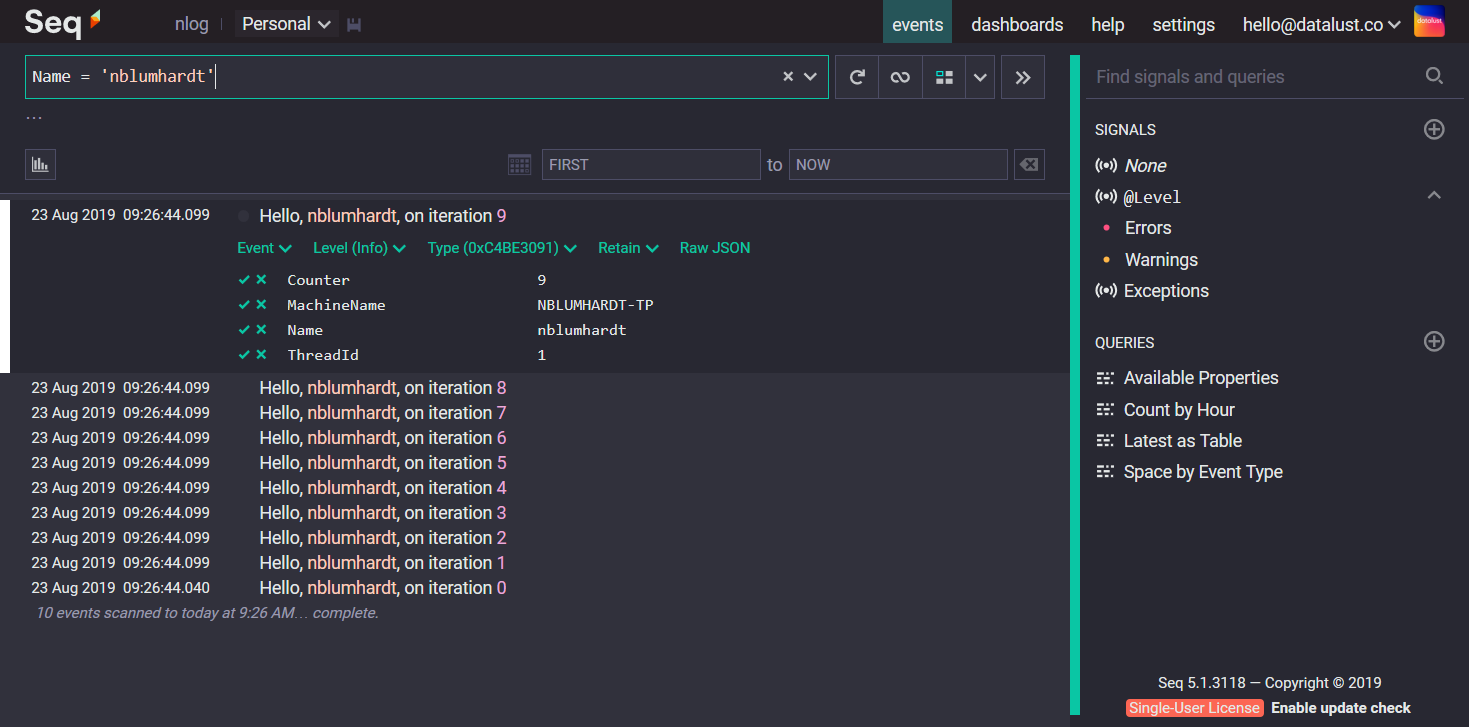 Seq nlog Personal events dashboards help settings hello@datalust.co datalust
Name = 'nblumhardt'
...
FIRST to NOW
23 Aug 2019 09:26:44.099 Hello, nblumhardt, on iteration 9
Event Level (Info) Type (0xC4BE3091) Retain Raw JSON
Counter 9
MachineName NBLUMHARDT-TP
Name nblumhardt
ThreadId 1
23 Aug 2019 09:26:44.099 Hello, nblumhardt, on iteration 8
23 Aug 2019 09:26:44.099 Hello, nblumhardt, on iteration 7
23 Aug 2019 09:26:44.099 Hello, nblumhardt, on iteration 6
23 Aug 2019 09:26:44.099 Hello, nblumhardt, on iteration 5
23 Aug 2019 09:26:44.099 Hello, nblumhardt, on iteration 4
23 Aug 2019 09:26:44.099 Hello, nblumhardt, on iteration 3
23 Aug 2019 09:26:44.099 Hello, nblumhardt, on iteration 2
23 Aug 2019 09:26:44.099 Hello, nblumhardt, on iteration 1
23 Aug 2019 09:26:44.040 Hello, nblumhardt, on iteration 0
10 events scanned to today at 9:26 AM... complete.
Find signals and queries
SIGNALS
None
@Level
Errors
Warnings
Exceptions
QUERIES
Available Properties
Count by Hour
Latest as Table
Space by Event Type
Seq 5.1.3118 — Copyright © 2019
Single-User License Enable update check